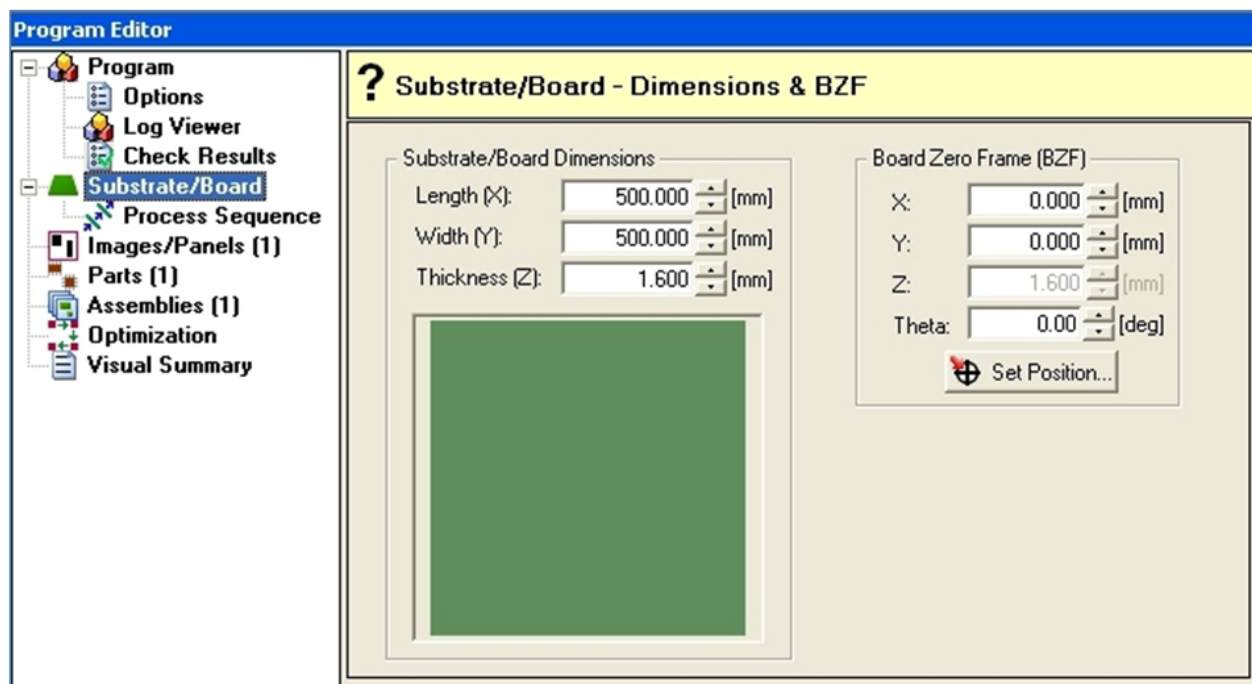 Program Editor
Program
Options
Log Viewer
Check Results
Substrate/Board
Process Sequence
Images/Panels (1)
Parts (1)
Assemblies (1)
Optimization
Visual Summary
? Substrate/Board - Dimensions & BZF
Substrate/Board Dimensions
Length (X): 500.000 [mm]
Width (Y): 500.000 [mm]
Thickness (Z): 1.600 [mm]
Board Zero Frame (BZF)
X: 0.000 [mm]
Y: 0.000 [mm]
Z: 1.600 [mm]
Theta: 0.00 [deg]
Set Position...